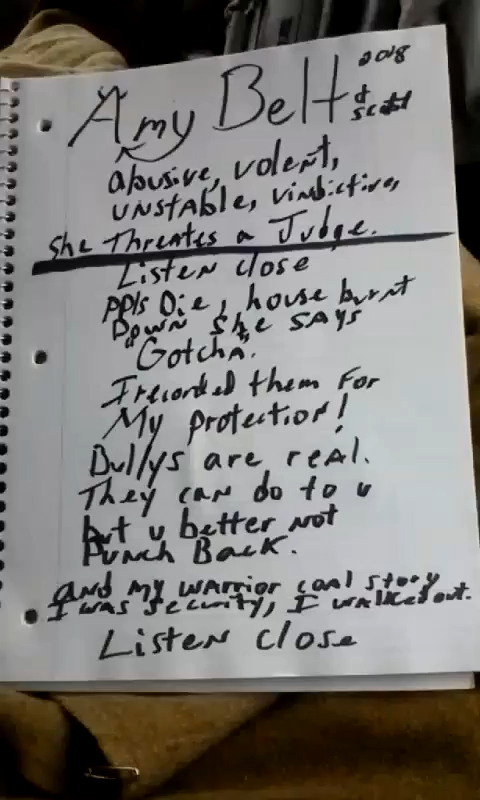 2018
Amy Belt
& scott
abusive, volent,
UNSTABLE, vindictive,
she Threates a Judge.
Listen close
ppls Die, house burnt
Down she says
"Gotcha".
I recorded them For
My protection!
Bullys are real.
They can do to u
but u better not
Punch Back.
and my warrior coal story
I was security, I walked out.
Listen close